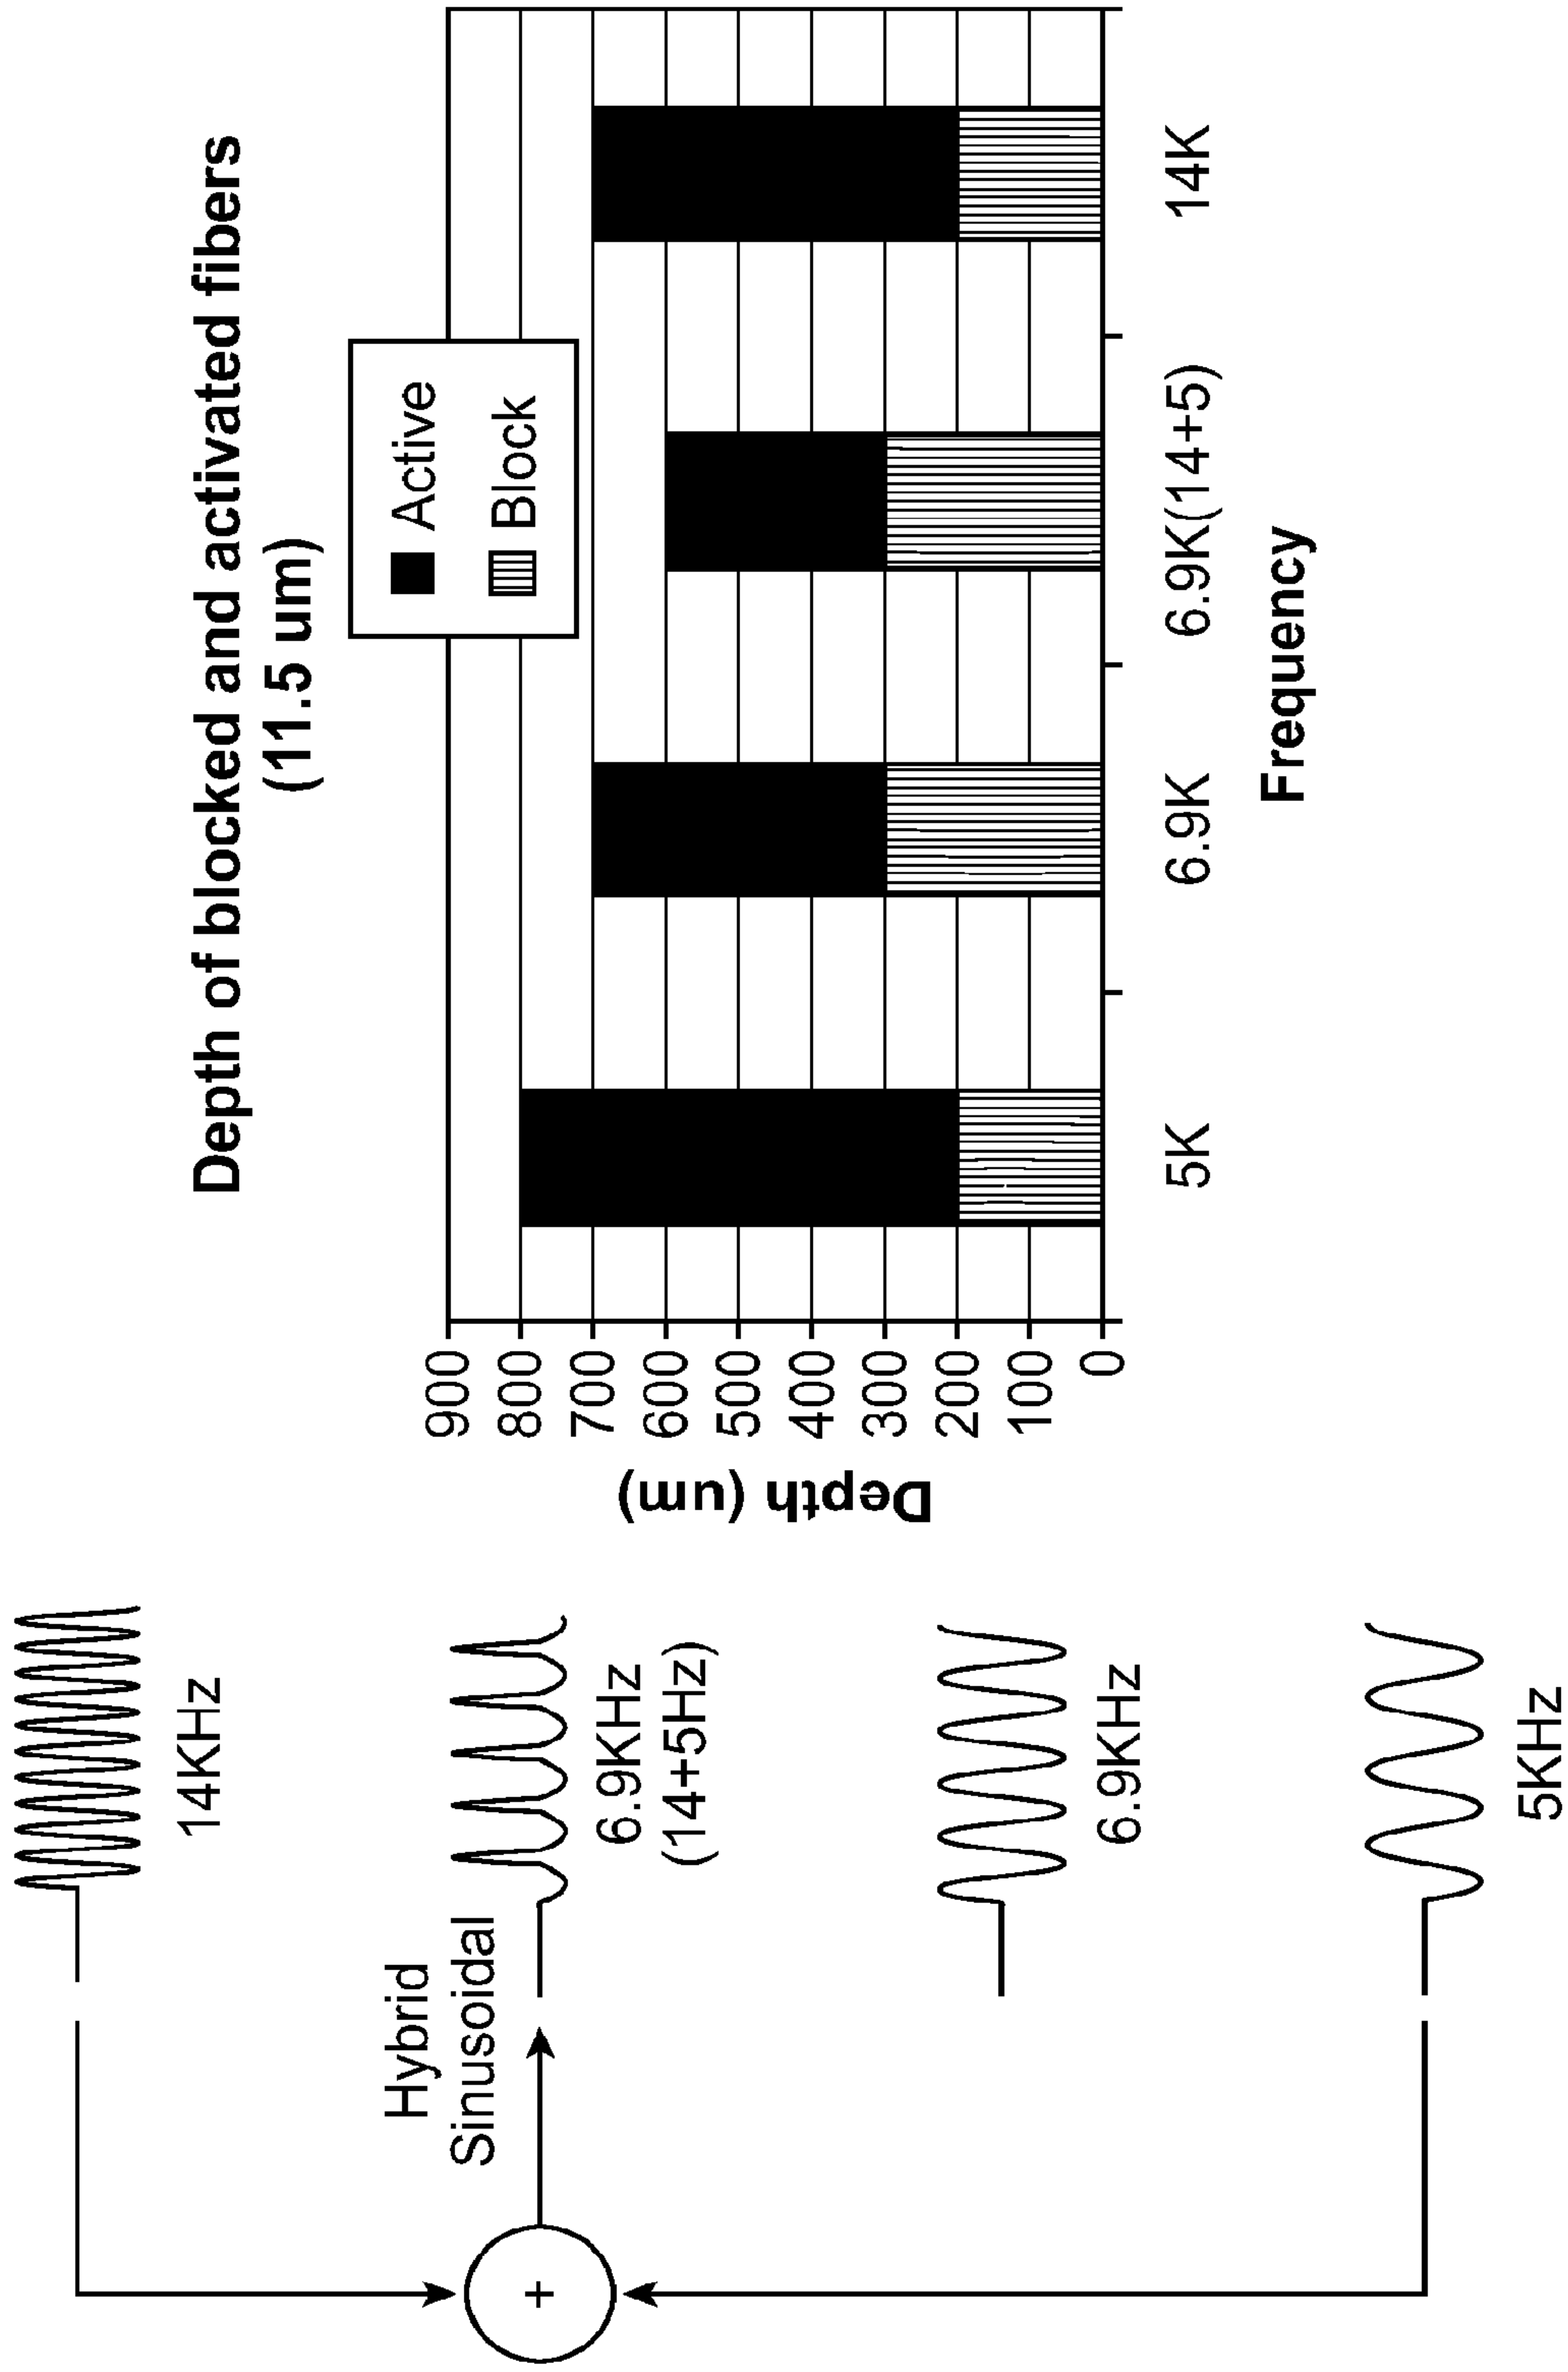 14KHz
Hybrid
Sinusoidal
+
6.9KHz
(14+5Hz)
6.9KHz
5KHz
Depth of blocked and activated fibers
(11.5 um)
Active
Block
Depth (um)
900
800
700
600
500
400
300
200
100
0
5K
6.9K
6.9K(14+5)
14K
Frequency